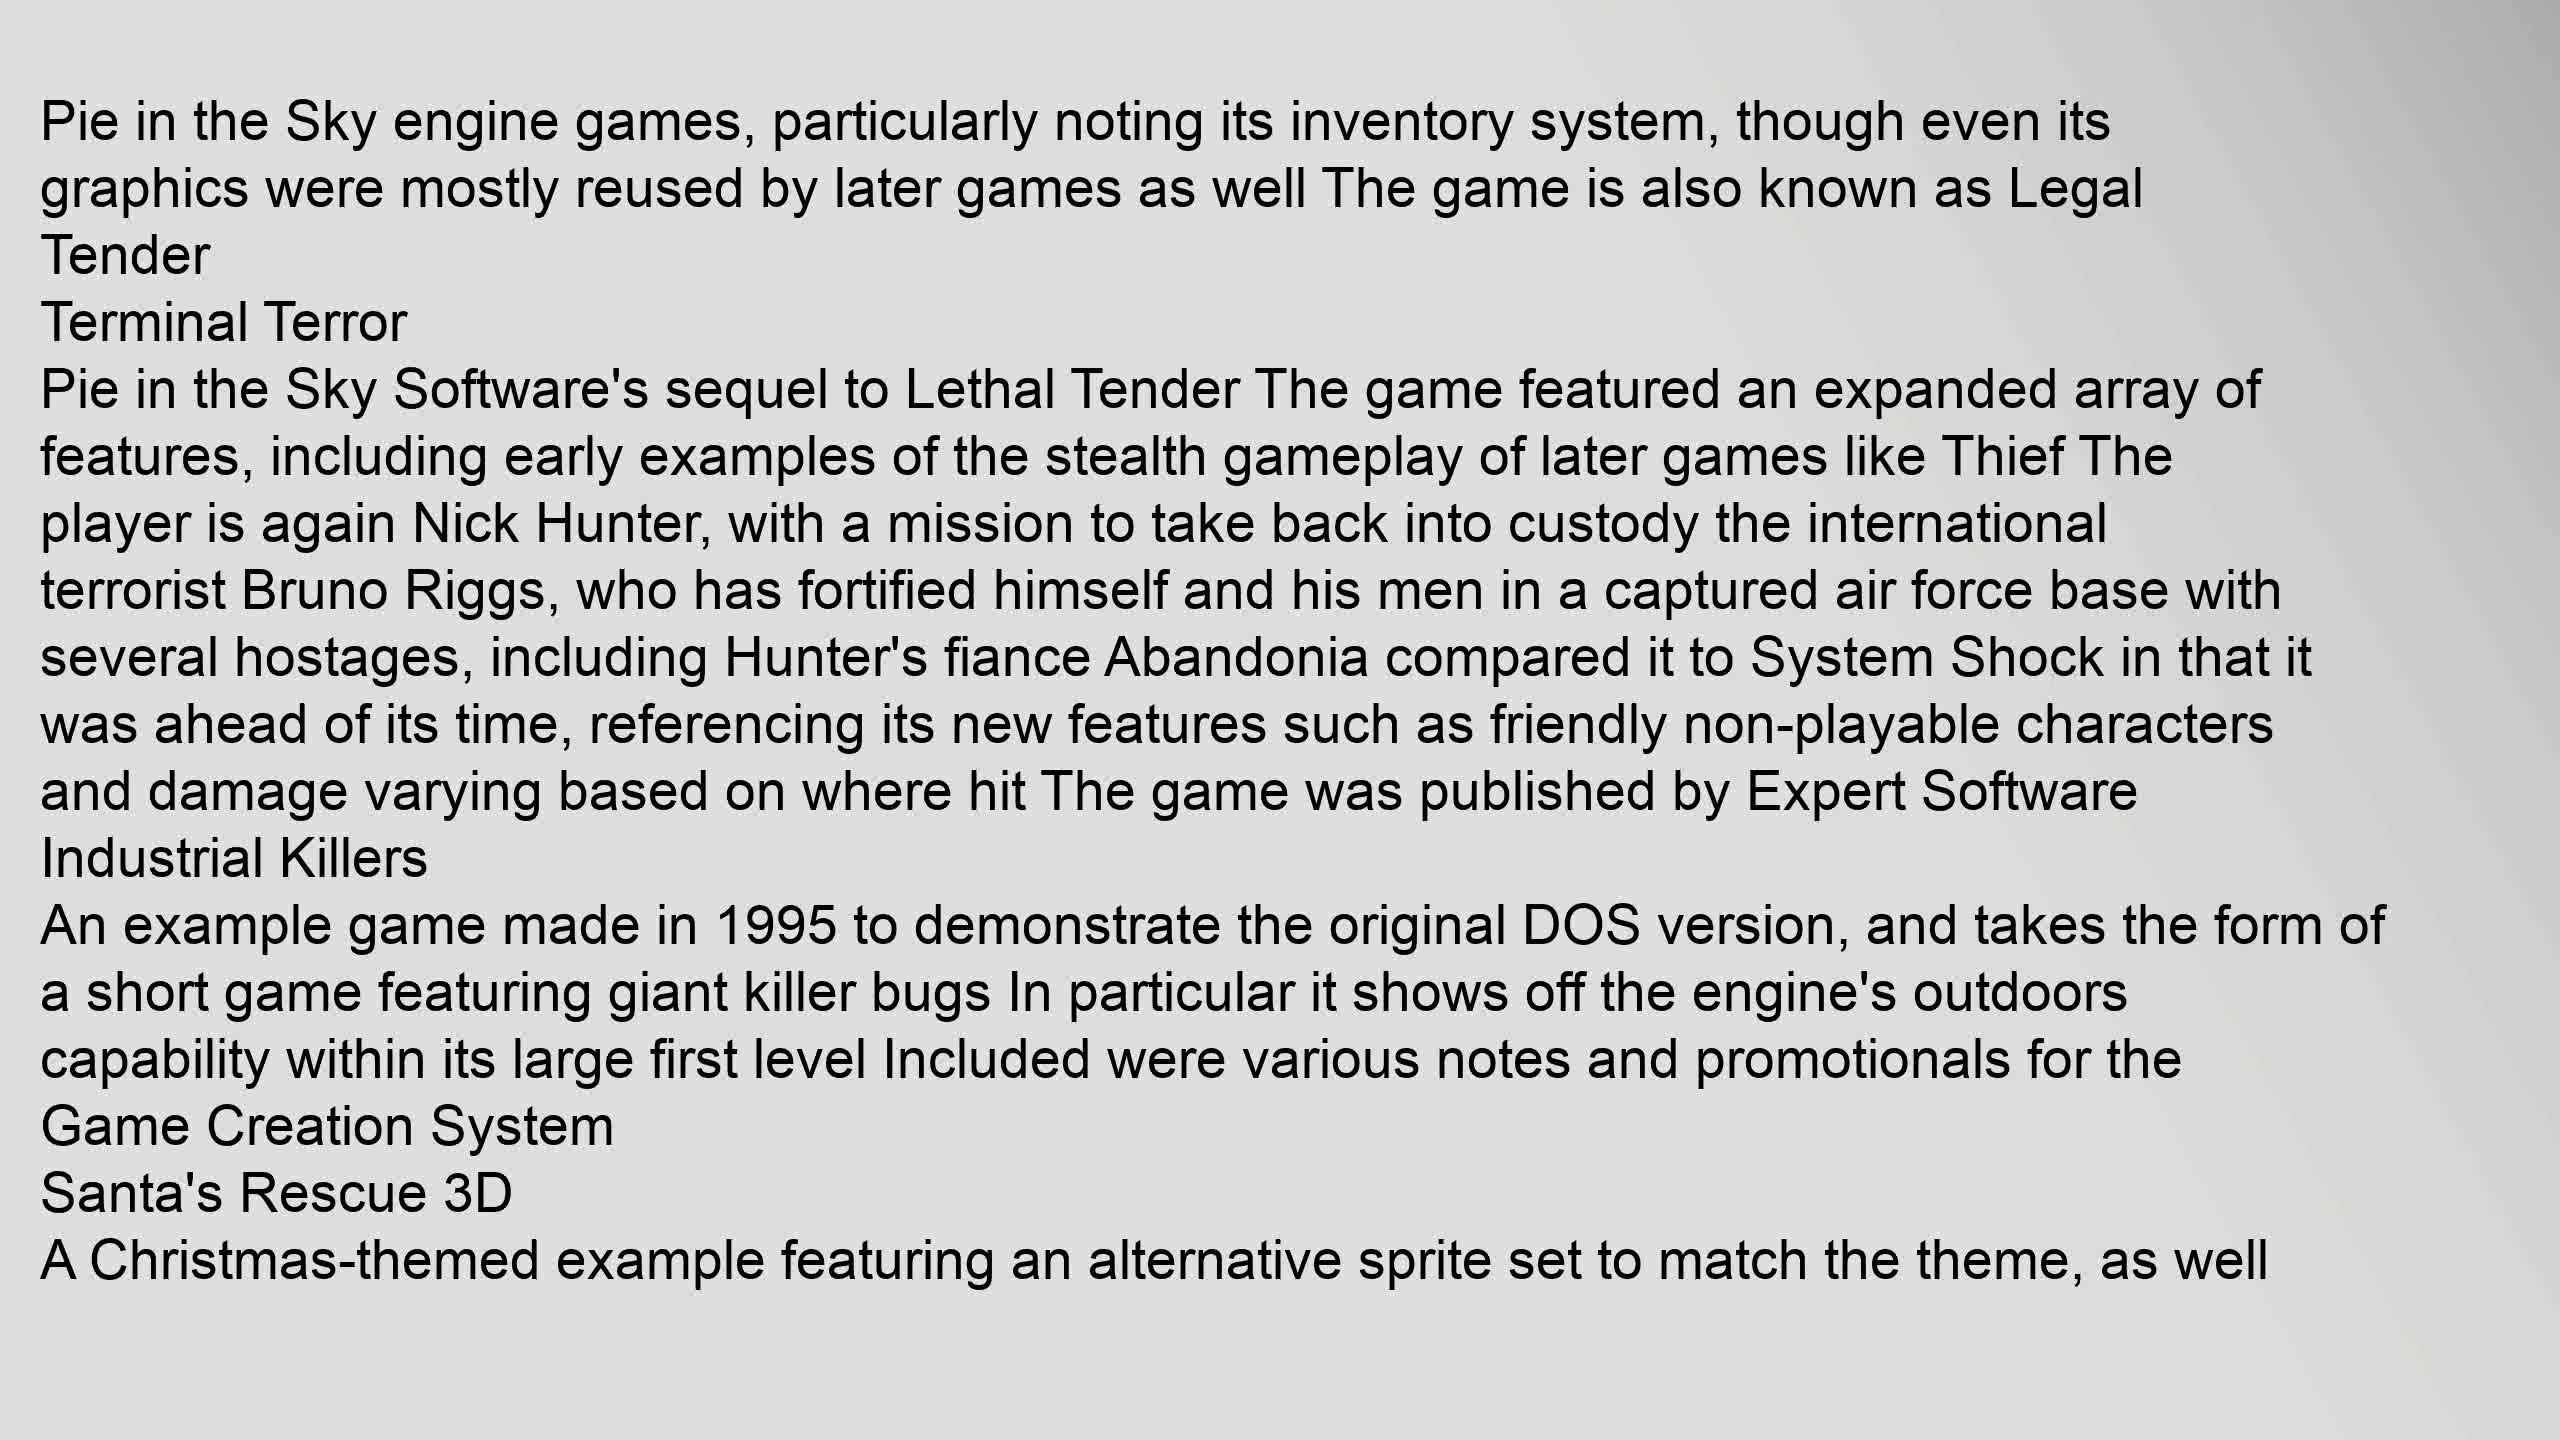 Pie in the Sky engine games, particularly noting its inventory system, though even its
graphics were mostly reused by later games as well The game is also known as Legal
Tender
Terminal Terror
Pie in the Sky Software's sequel to Lethal Tender The game featured an expanded array of
features, including early examples of the stealth gameplay of later games like Thief The
player is again Nick Hunter, with a mission to take back into custody the international
terrorist Bruno Riggs, who has fortified himself and his men in a captured air force base with
several hostages, including Hunter's fiance Abandonia compared it to System Shock in that it
was ahead of its time, referencing its new features such as friendly non-playable characters
and damage varying based on where hit The game was published by Expert Software
Industrial Killers
An example game made in 1995 to demonstrate the original DOS version, and takes the form of
a short game featuring giant killer bugs In particular it shows off the engine's outdoors
capability within its large first level Included were various notes and promotionals for the
Game Creation System
Santa's Rescue 3D
A Christmas-themed example featuring an alternative sprite set to match the theme, as well